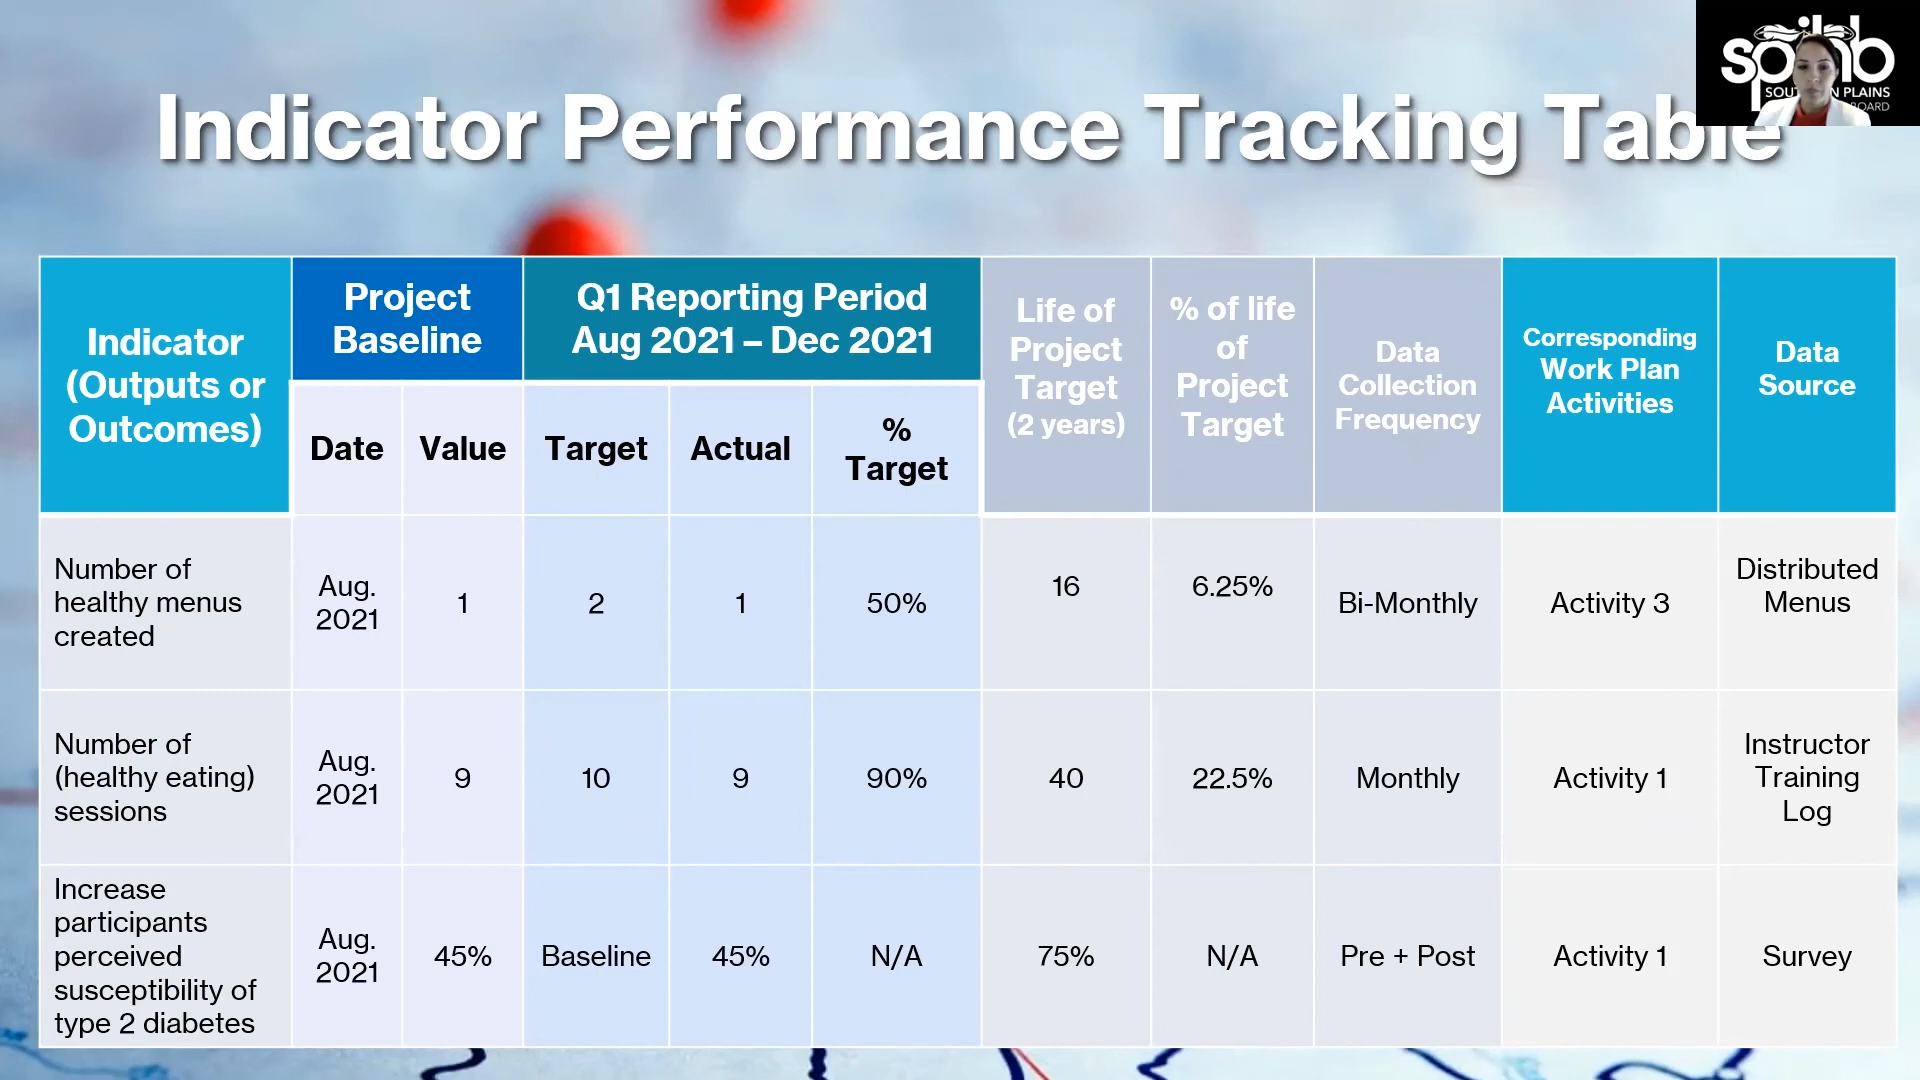 spthb
SOUTHERN PLAINS
BOARD
Indicator Performance Tracking Table
Indicator
(Outputs or
Outcomes)
Project
Baseline
Q1 Reporting Period
Aug 2021 – Dec 2021
Life of
Project
Target
(2 years)
% of life
of
Project
Target
Data
Collection
Frequency
Corresponding
Work Plan
Activities
Data
Source
Date
Value
Target
Actual
%
Target
Number of
healthy menus
created
Aug.
2021
1
2
1
50%
16
6.25%
Bi-Monthly
Activity 3
Distributed
Menus
Number of
(healthy eating)
sessions
Aug.
2021
9
10
9
90%
40
22.5%
Monthly
Activity 1
Instructor
Training
Log
Increase
participants
perceived
susceptibility of
type 2 diabetes
Aug.
2021
45%
Baseline
45%
N/A
75%
N/A
Pre + Post
Activity 1
Survey